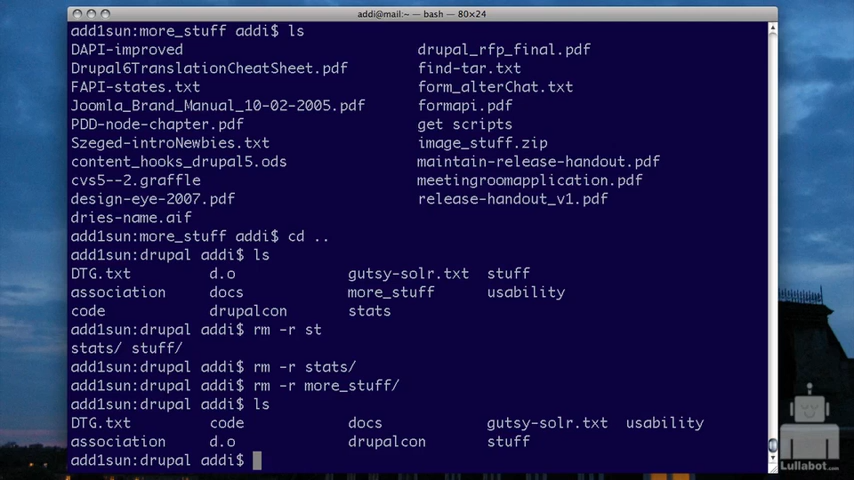 addi@mail:~ — bash — 80×24
add1sun:more_stuff addi$ ls
DAPI-improved drupal_rfp_final.pdf
Drupal6TranslationCheatSheet.pdf find-tar.txt
FAPI-states.txt form_alterChat.txt
Joomla_Brand_Manual_10-02-2005.pdf formapi.pdf
PDD-node-chapter.pdf get scripts
Szeged-introNewbies.txt image_stuff.zip
content_hooks_drupal5.ods maintain-release-handout.pdf
cvs5--2.graffle meetingroomapplication.pdf
design-eye-2007.pdf release-handout_v1.pdf
dries-name.aif
add1sun:more_stuff addi$ cd ..
add1sun:drupal addi$ ls
DTG.txt d.o gutsy-solr.txt stuff
association docs more_stuff usability
code drupalcon stats
add1sun:drupal addi$ rm -r st
stats/ stuff/
add1sun:drupal addi$ rm -r stats/
add1sun:drupal addi$ rm -r more_stuff/
add1sun:drupal addi$ ls
DTG.txt code docs gutsy-solr.txt usability
association d.o drupalcon stuff
add1sun:drupal addi$
Lullabot.com